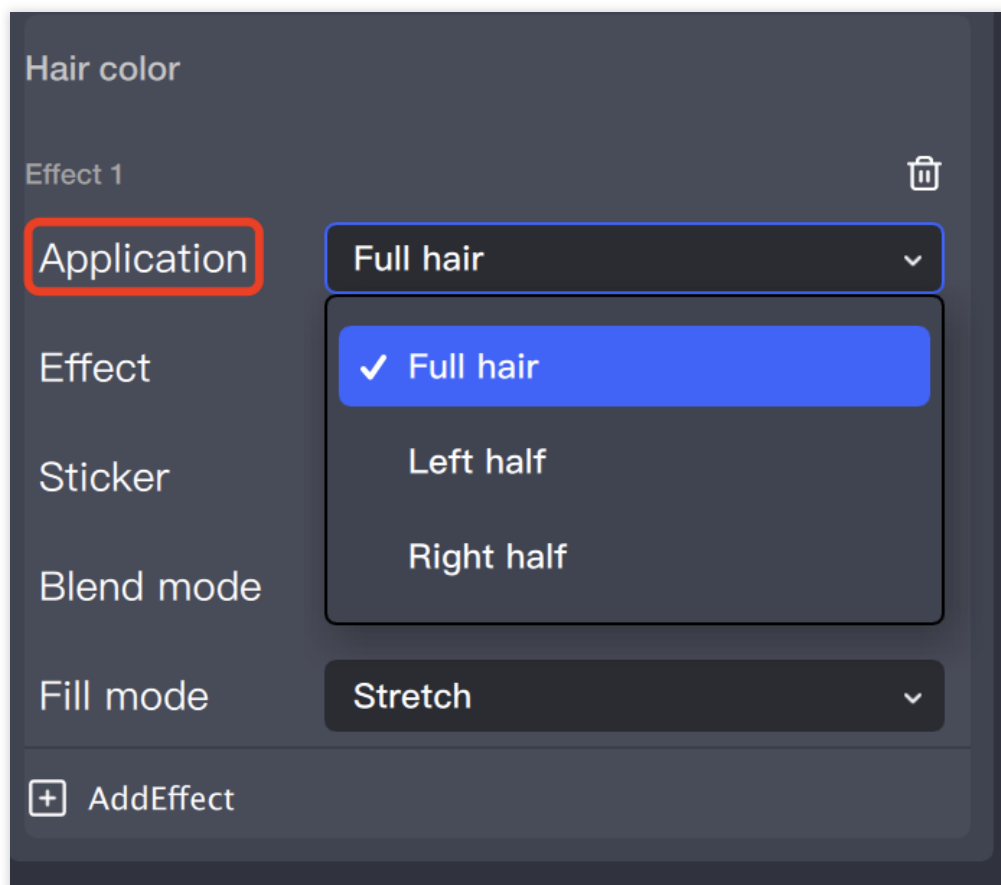 Hair color
Effect 1
Application
Full hair
Effect
Full hair
Sticker
Left half
Blend mode
Right half
Fill mode
Stretch
AddEffect